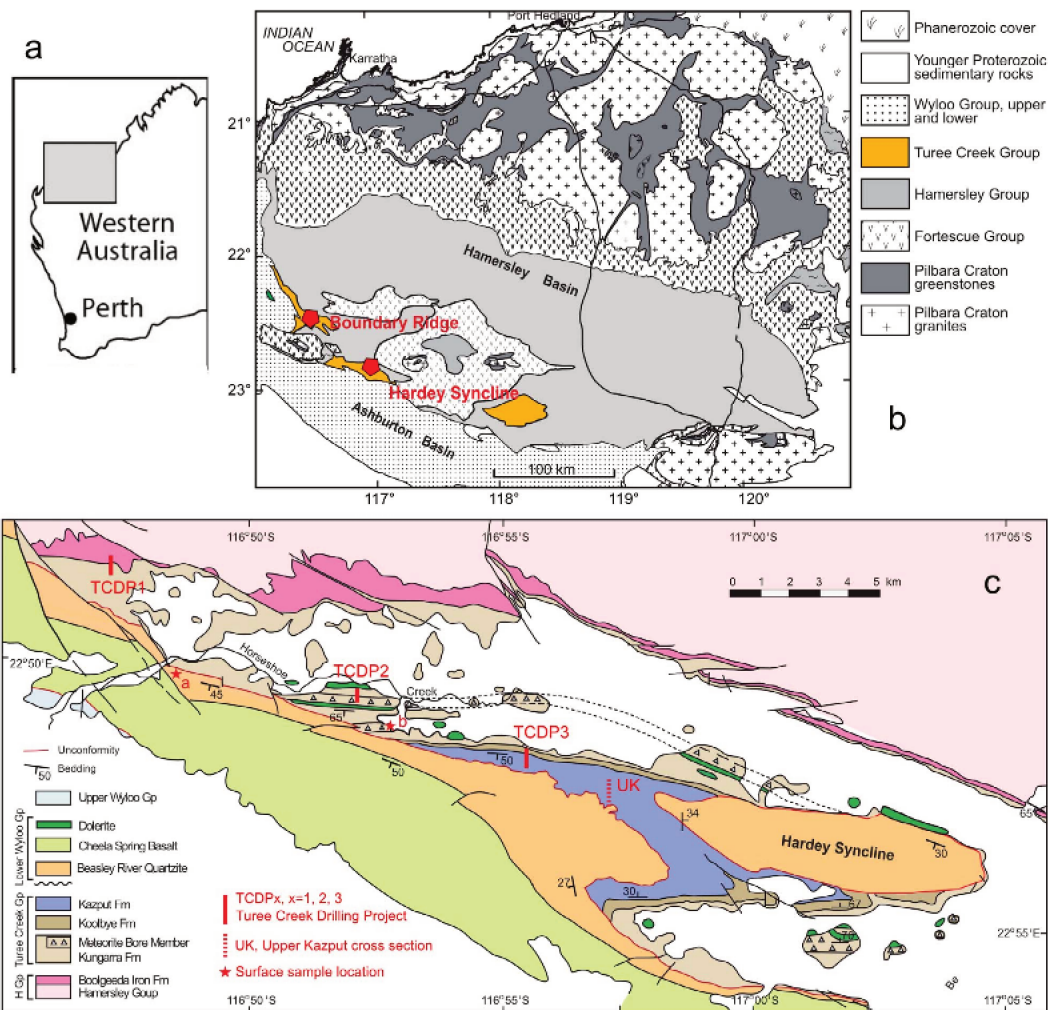 a
Western
Australia
Perth
INDIAN
OCEAN
Port Hedland
Karratha
21°
22°
23°
Hamersley
Basin
Boundary Ridge
Hardey Syncline
Ashburton
Basin
100 km
117°
118°
119°
120°
b
Phanerozoic cover
Younger Proterozoic
sedimentary rocks
Wyloo Group, upper
and lower
Turee Creek Group
Hamersley Group
Fortescue Group
Pilbara Craton
greenstones
Pilbara Craton
granites
116°50'
116°55'
117°00'
117°05'
c
0 1 2 3 4 5 km
TCDP1
22°50'E
Horseshoe
Creek
TCDP2
a
45
65
b
TCDP3
50
50
UK
34
Hardey Syncline
30
65
27
30
57
70
22°55'E
Be
Unconformity
50
Bedding
Upper Wyloo Gp
Lower Wyloo Gp
Dolerite
Cheela Spring Basalt
Beasley River Quartzite
Turee Creek Gp
Kazput Fm
Koolbye Fm
Meteorite Bore Member
Kungarra Fm
H Gp
Boolgeeda Iron Fm
Hamersley Goup
TCDPx, x=1, 2, 3
Turee Creek Drilling Project
UK, Upper Kazput cross section
Surface sample location
116°50'
116°55'
117°00'
117°05'